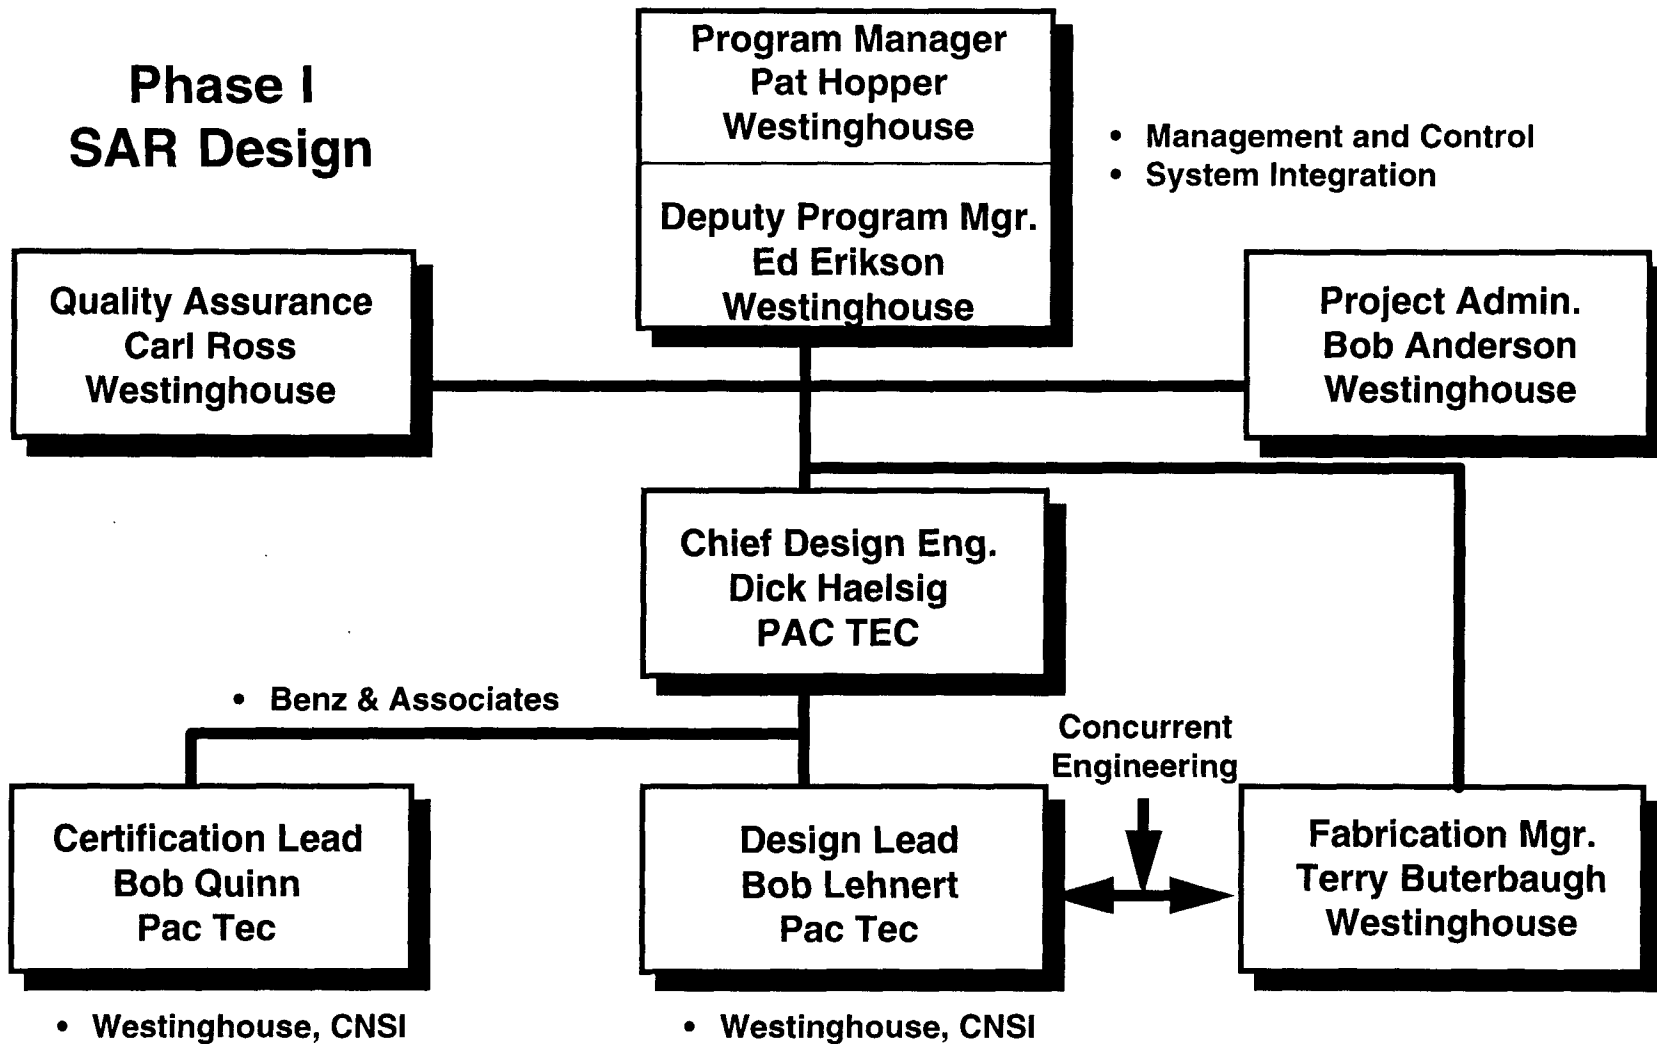 Phase I
SAR Design
Program Manager
Pat Hopper
Westinghouse
Deputy Program Mgr.
Ed Erikson
Westinghouse
• Management and Control
• System Integration
Quality Assurance
Carl Ross
Westinghouse
Project Admin.
Bob Anderson
Westinghouse
Chief Design Eng.
Dick Haelsig
PAC TEC
• Benz & Associates
Concurrent
Engineering
Certification Lead
Bob Quinn
Pac Tec
Design Lead
Bob Lehnert
Pac Tec
Fabrication Mgr.
Terry Buterbaugh
Westinghouse
• Westinghouse, CNSI
• Westinghouse, CNSI